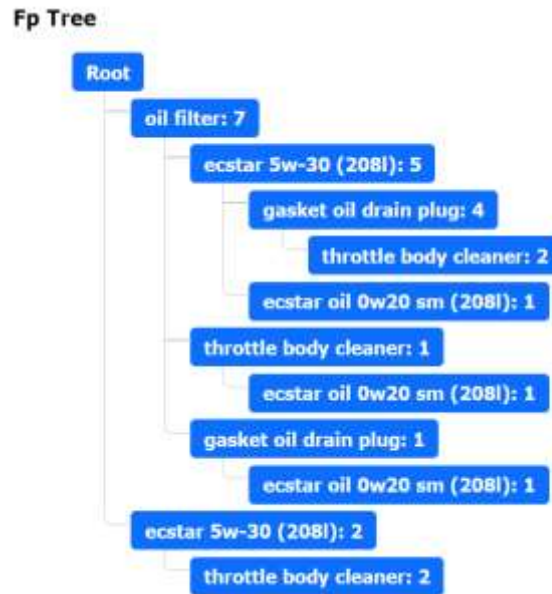 Fp Tree
Root
oil filter: 7
ecstar 5w-30 (208l): 5
gasket oil drain plug: 4
throttle body cleaner: 2
ecstar oil 0w20 sm (208l): 1
throttle body cleaner: 1
ecstar oil 0w20 sm (208l): 1
gasket oil drain plug: 1
ecstar oil 0w20 sm (208l): 1
ecstar 5w-30 (208l): 2
throttle body cleaner: 2